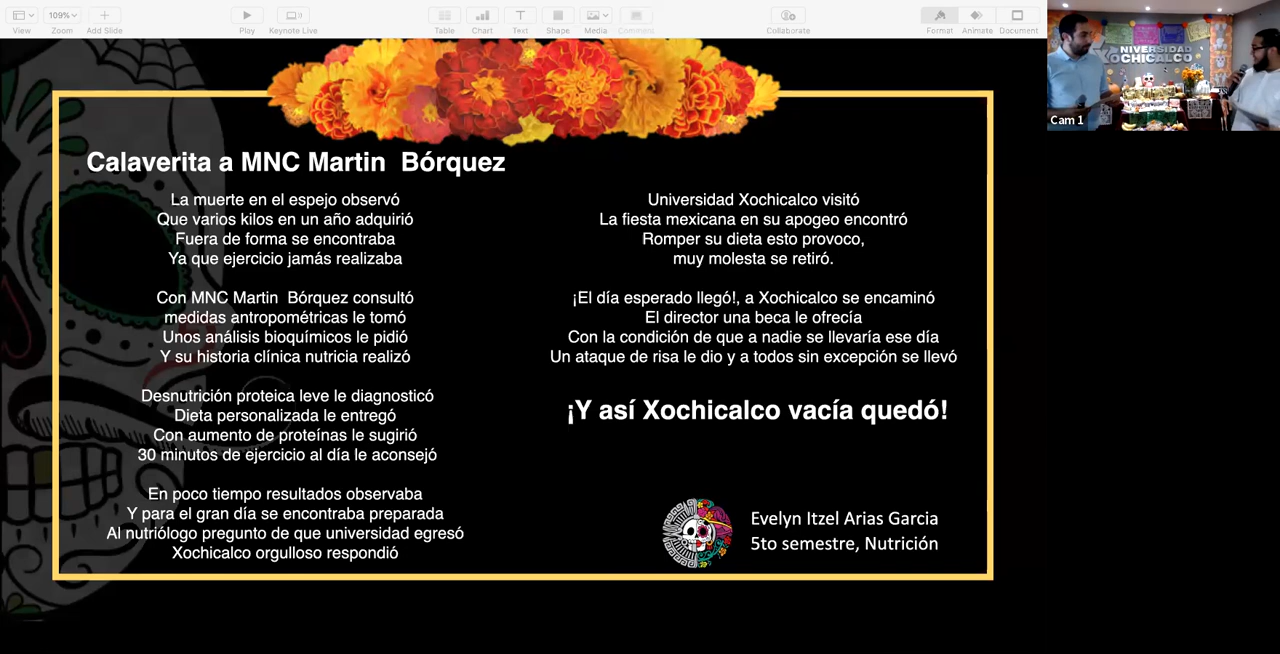 View
109%
Zoom
Add Slide
Play
Keynote Live
Table
Chart
Text
Shape
Media
Comment
Collaborate
Format
Animate
Document
NIVERSIDAD
XOCHICALCO
Cam 1
Calaverita a MNC Martin  Bórquez
La muerte en el espejo observó
Que varios kilos en un año adquirió
Fuera de forma se encontraba
Ya que ejercicio jamás realizaba
Con MNC Martin  Bórquez consultó
medidas antropométricas le tomó
Unos análisis bioquímicos le pidió
Y su historia clínica nutricia realizó
Desnutrición proteica leve le diagnosticó
Dieta personalizada le entregó
Con aumento de proteínas le sugirió
30 minutos de ejercicio al día le aconsejó
En poco tiempo resultados observaba
Y para el gran día se encontraba preparada
Al nutriólogo pregunto de que universidad egresó
Xochicalco orgulloso respondió
Universidad Xochicalco visitó
La fiesta mexicana en su apogeo encontró
Romper su dieta esto provoco,
muy molesta se retiró.
¡El día esperado llegó!, a Xochicalco se encaminó
El director una beca le ofrecía
Con la condición de que a nadie se llevaría ese día
Un ataque de risa le dio y a todos sin excepción se llevó
¡Y así Xochicalco vacía quedó!
Evelyn Itzel Arias Garcia
5to semestre, Nutrición